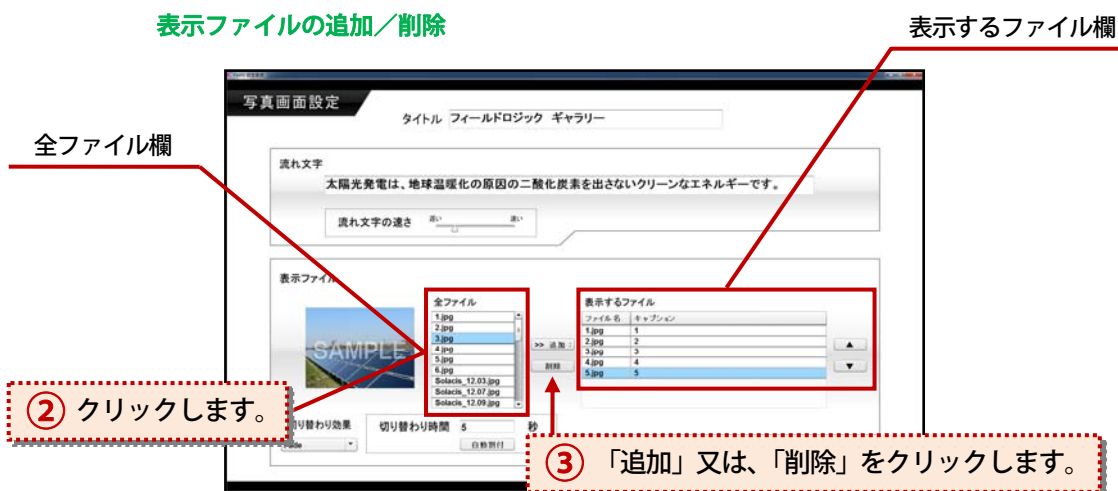 表示ファイルの追加／削除
表示するファイル欄
写真画面設定
タイトル フィールドロジック ギャラリー
全ファイル欄
流れ文字
太陽光発電は、地球温暖化の原因の二酸化炭素を出さないクリーンなエネルギーです。
流れ文字の速さ 遅い 速い
表示ファイル
全ファイル
1.jpg
2.jpg
3.jpg
4.jpg
5.jpg
6.jpg
Solacis_12.03.jpg
Solacis_12.07.jpg
Solacis_12.09.jpg
SAMPLE
>> 追加
削除
表示するファイル
ファイル名 キャプション
1.jpg 1
2.jpg 2
3.jpg 3
4.jpg 4
5.jpg 5
▲
▼
② クリックします。
切り替わり効果
切り替わり時間 5 秒
自動割付
③ 「追加」又は、「削除」をクリックします。